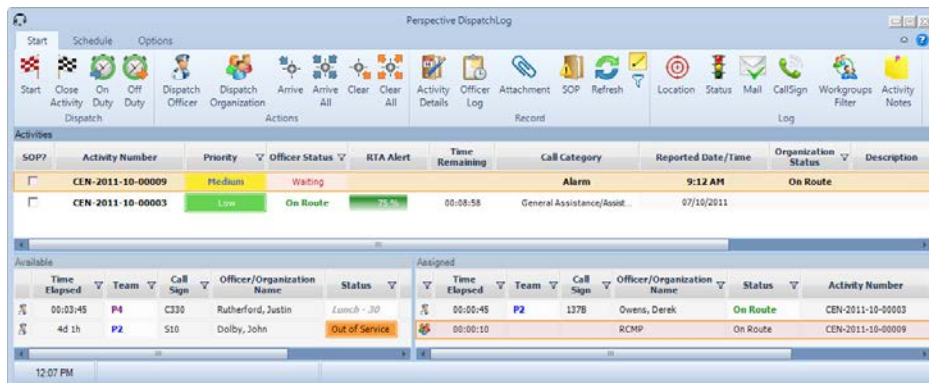 Perspective DispatchLog
Start Schedule Options
Start Close Activity On Duty Off Duty Dispatch Officer Dispatch Organization Arrive Arrive All Clear Clear All Activity Details Officer Log Attachment SOP Refresh Location Status Mail CallSign Workgroups Filter Activity Notes
Dispatch Actions Record Log
Activities
SOP? Activity Number Priority Officer Status RTA Alert Time Remaining Call Category Reported Date/Time Organization Status Description
CEN-2011-10-00009 Medium Waiting Alarm 9:12 AM On Route
CEN-2011-10-00003 Low On Route 75 % 00:08:58 General Assistance/Assist... 07/10/2011
Available Assigned
Time Elapsed Team Call Sign Officer/Organization Name Status Time Elapsed Team Call Sign Officer/Organization Name Status Activity Number
00:03:45 P4 C330 Rutherford, Justin Lunch - 30 00:00:45 P2 137B Owens, Derek On Route CEN-2011-10-00003
4d 1h P2 S10 Dolby, John Out of Service 00:00:10 RCMP On Route CEN-2011-10-00009
12:07 PM